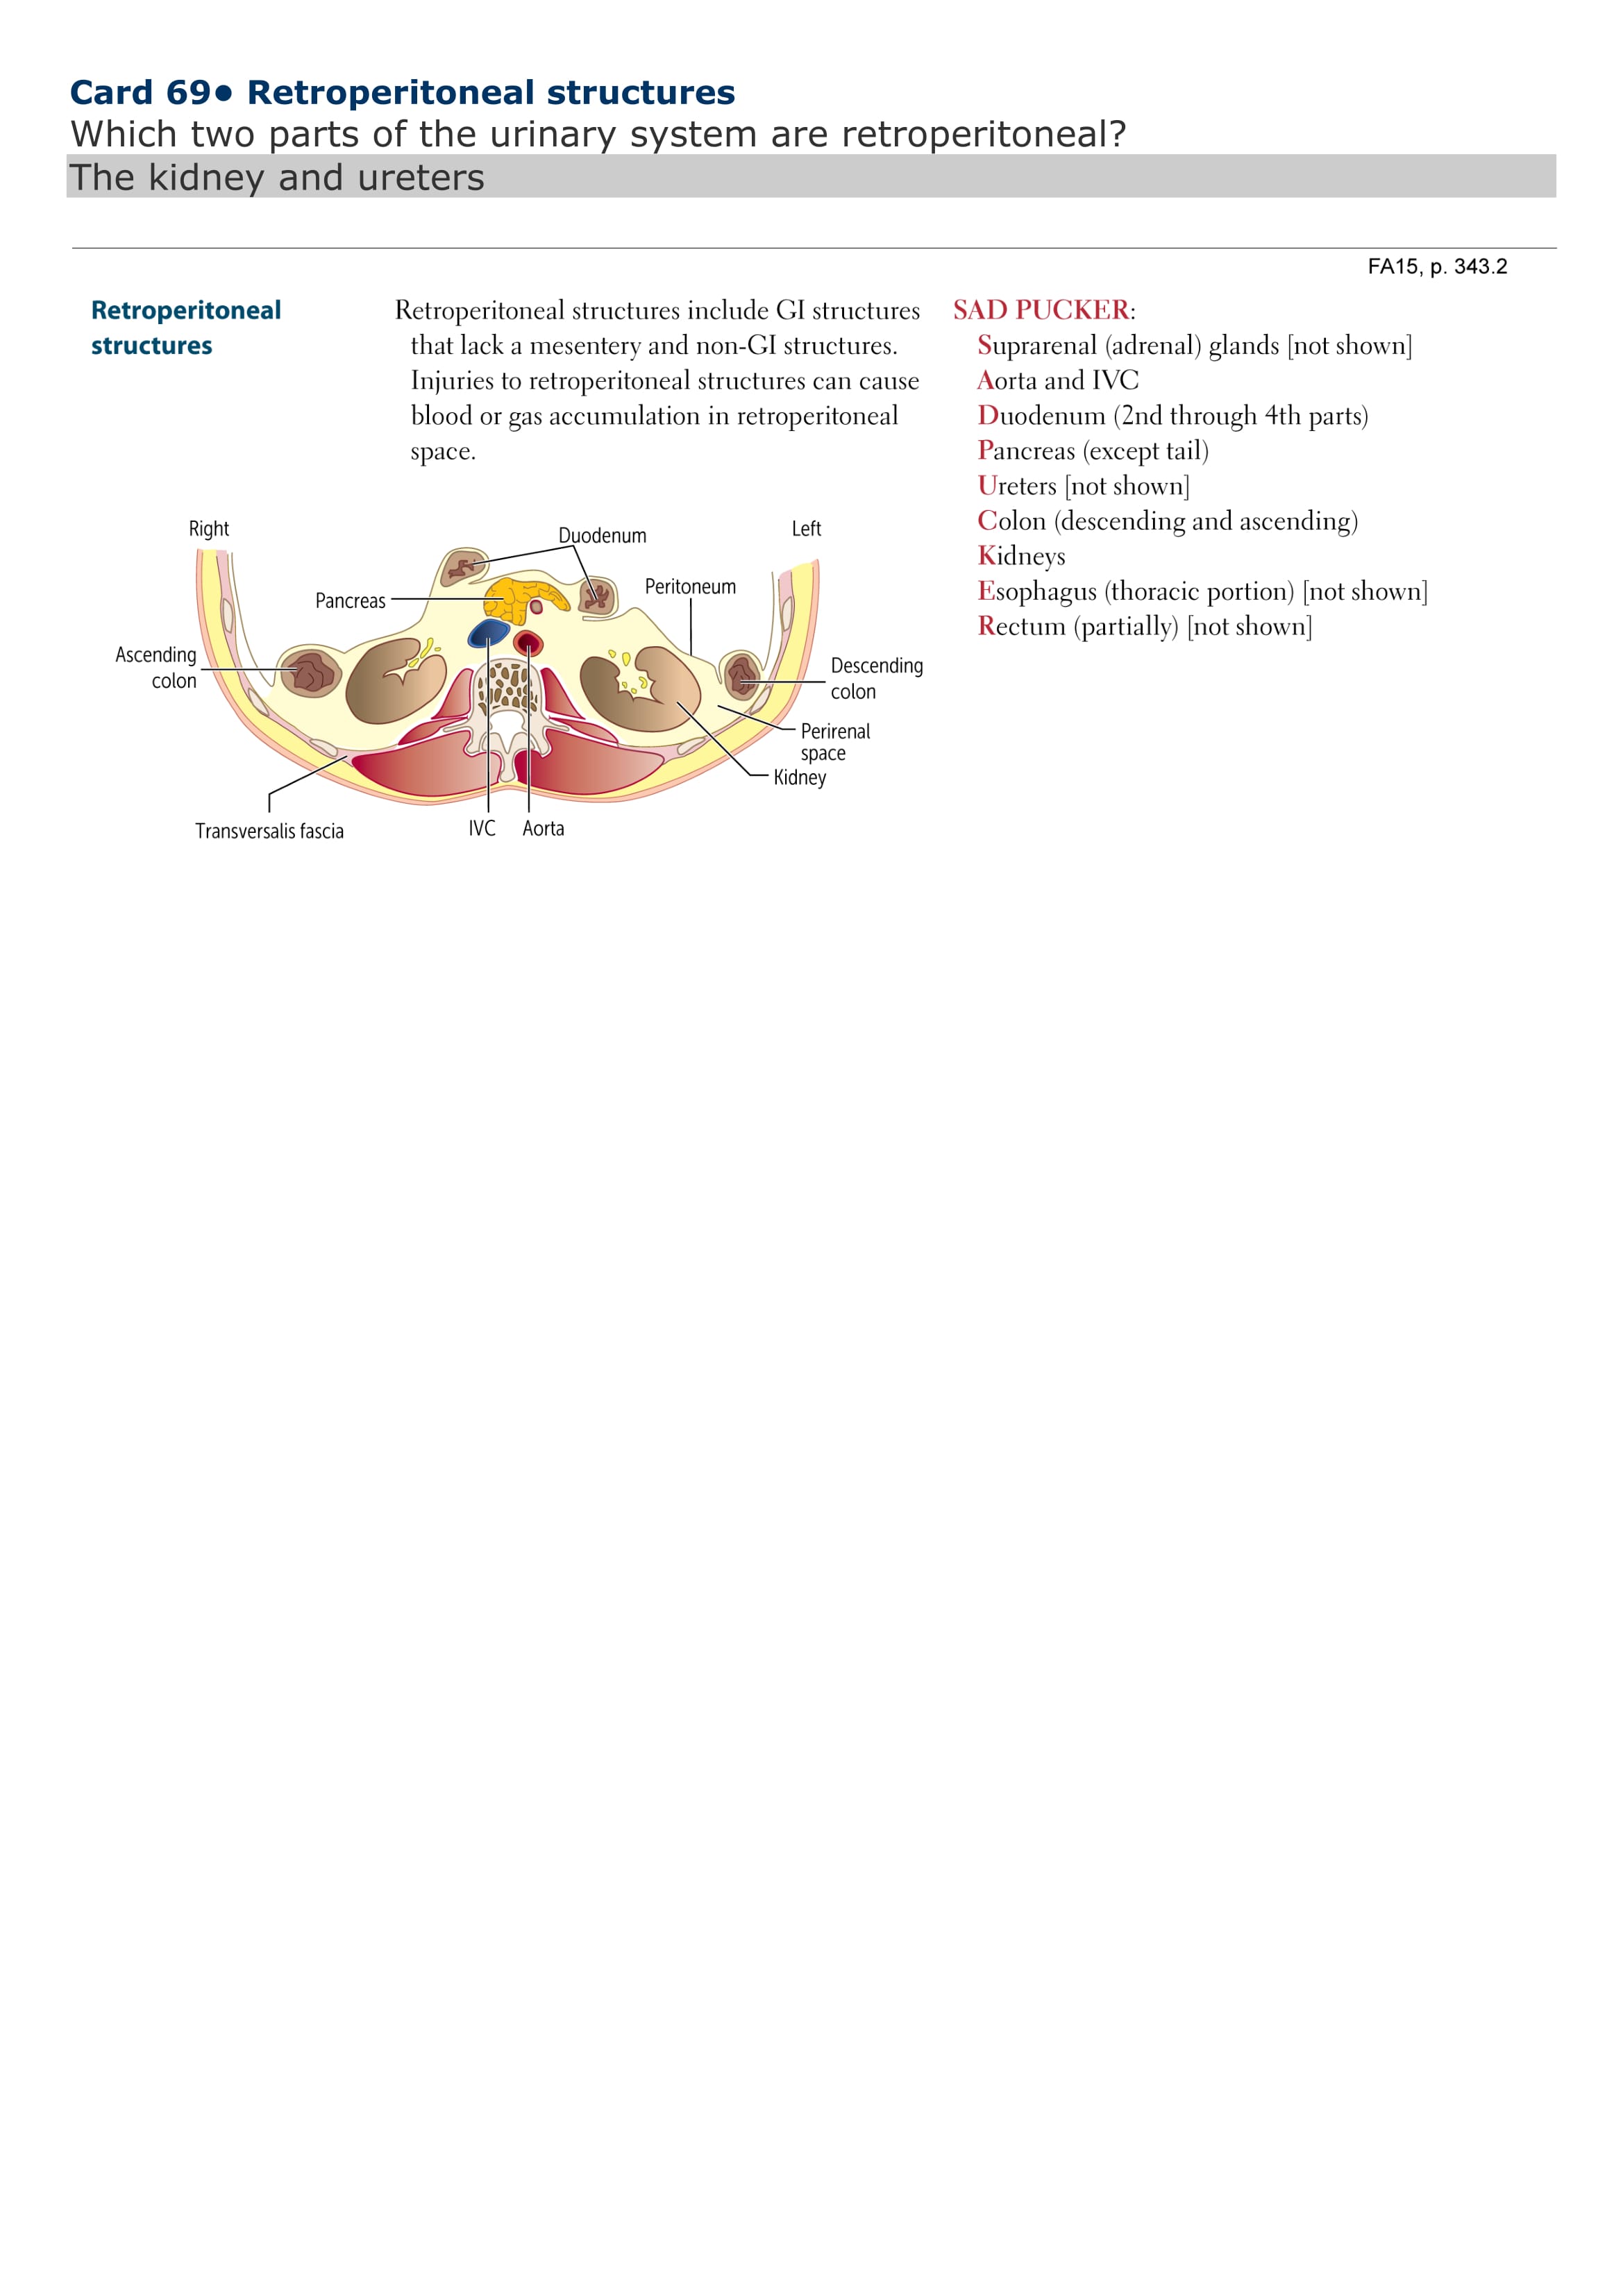 Card 69• Retroperitoneal structures
Which two parts of the urinary system are retroperitoneal?
The kidney and ureters
FA15, p. 343.2
Retroperitoneal
structures
Retroperitoneal structures include GI structures
that lack a mesentery and non-GI structures.
Injuries to retroperitoneal structures can cause
blood or gas accumulation in retroperitoneal
space.
SAD PUCKER:
Suprarenal (adrenal) glands [not shown]
Aorta and IVC
Duodenum (2nd through 4th parts)
Pancreas (except tail)
Ureters [not shown]
Colon (descending and ascending)
Kidneys
Esophagus (thoracic portion) [not shown]
Rectum (partially) [not shown]
Right
Duodenum
Left
Peritoneum
Pancreas
Ascending
colon
Descending
colon
Perirenal
space
Kidney
Transversalis fascia
IVC
Aorta